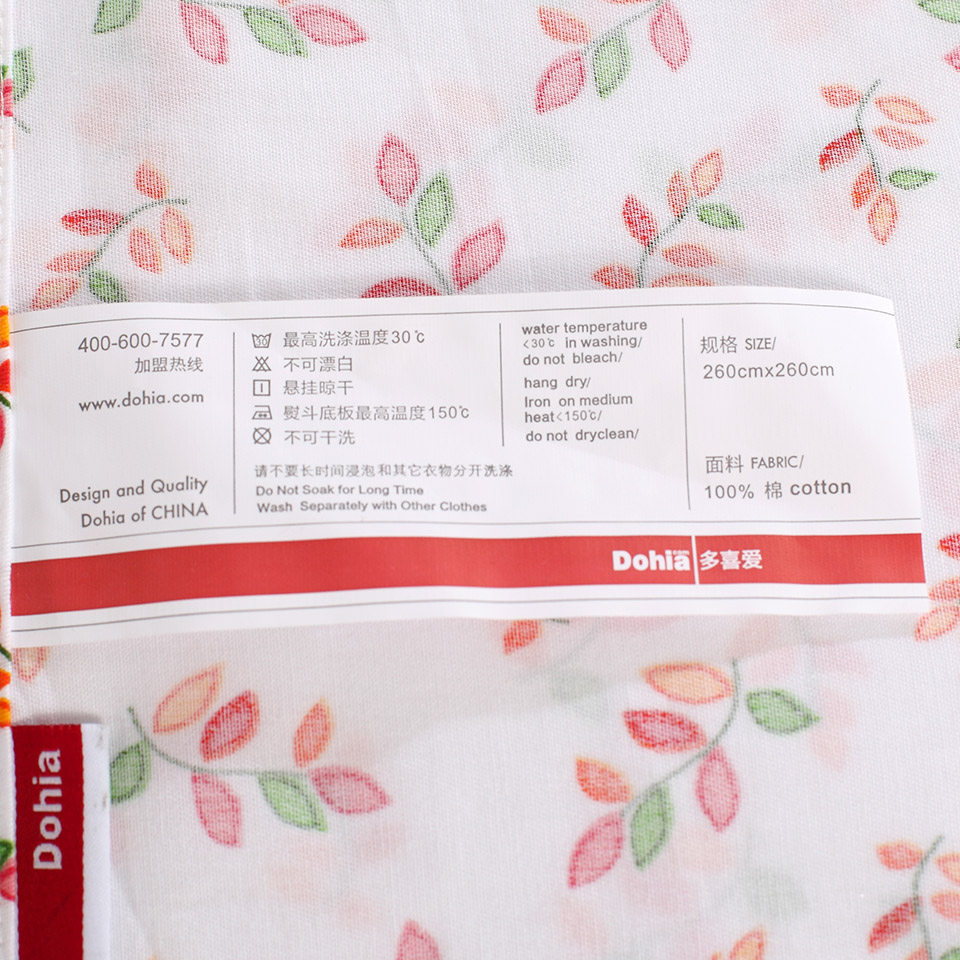 400-600-7577
加盟热线
www.dohia.com
Design and Quality
Dohia of CHINA
最高洗涤温度30℃
不可漂白
悬挂晾干
熨斗底板最高温度150℃
不可干洗
请不要长时间浸泡和其它衣物分开洗涤
Do Not Soak for Long Time
Wash Separately with Other Clothes
water temperature
<30℃ in washing/
do not bleach/
hang dry/
Iron on medium
heat<150℃/
do not dryclean/
规格 SIZE/
260cmx260cm
面料 FABRIC/
100% 棉 cotton
Dohia.com 多喜爱
Dohia